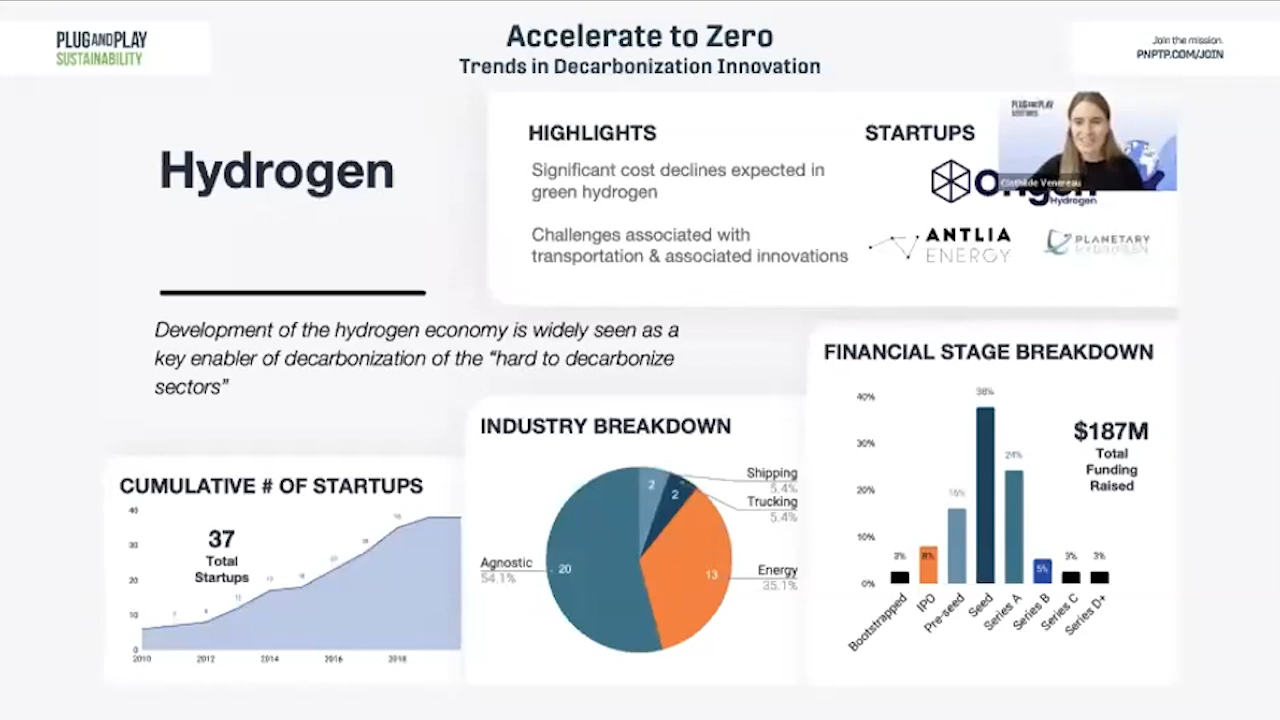 PLUG AND PLAY
SUSTAINABILITY
Accelerate to Zero
Trends in Decarbonization Innovation
Join the mission.
PNPTP.COM/JOIN
Hydrogen
HIGHLIGHTS
Significant cost declines expected in
green hydrogen
Challenges associated with
transportation & associated innovations
STARTUPS
Hydrogen
ANTLIA
ENERGY
PLANETARY
PLUG AND PLAY
Clothilde Venereau
Development of the hydrogen economy is widely seen as a
key enabler of decarbonization of the “hard to decarbonize
sectors”
CUMULATIVE # OF STARTUPS
40
30
20
10
0
37
Total
Startups
2010
2012
2014
2016
2018
INDUSTRY BREAKDOWN
Shipping
5.4%
Trucking
5.4%
Agnostic
54.1%
Energy
35.1%
2
2
20
13
FINANCIAL STAGE BREAKDOWN
40%
30%
20%
10%
0%
3%
8%
16%
38%
24%
5%
3%
3%
Bootstrapped
IPO
Pre-seed
Seed
Series A
Series B
Series C
Series D+
$187M
Total
Funding
Raised